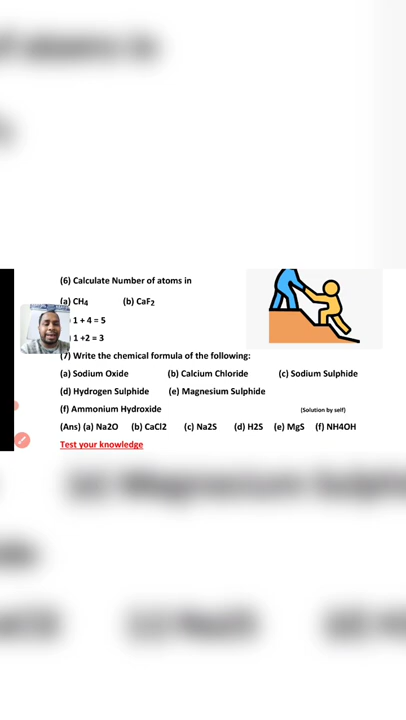 (6) Calculate Number of atoms in
(a) CH4 (b) CaF2
1 + 4 = 5
1 +2 = 3
(7) Write the chemical formula of the following:
(a) Sodium Oxide (b) Calcium Chloride (c) Sodium Sulphide
(d) Hydrogen Sulphide (e) Magnesium Sulphide
(f) Ammonium Hydroxide (Solution by self)
(Ans) (a) Na2O (b) CaCl2 (c) Na2S (d) H2S (e) MgS (f) NH4OH
Test your knowledge